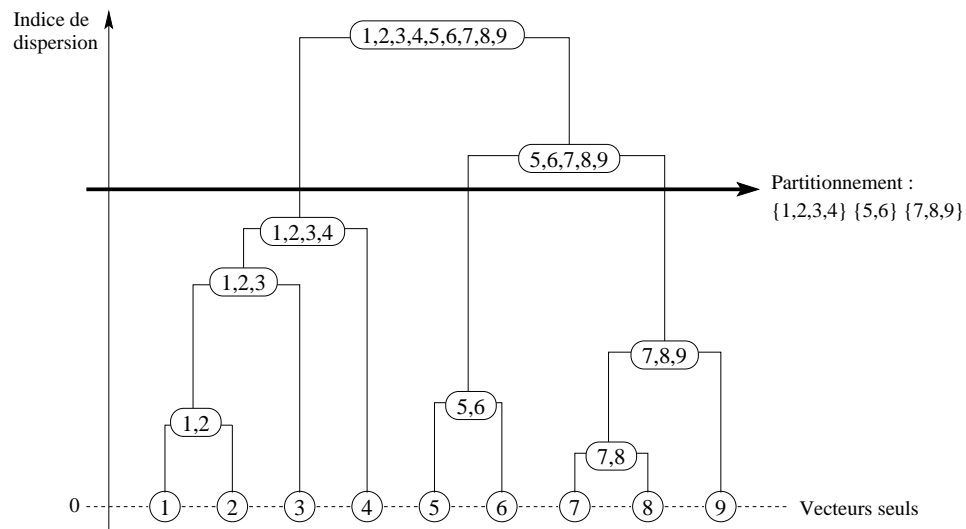 Indice de
dispersion
1,2,3,4,5,6,7,8,9
5,6,7,8,9
Partitionnement :
{1,2,3,4} {5,6} {7,8,9}
1,2,3,4
1,2,3
7,8,9
5,6
1,2
7,8
0 1 2 3 4 5 6 7 8 9 Vecteurs seuls